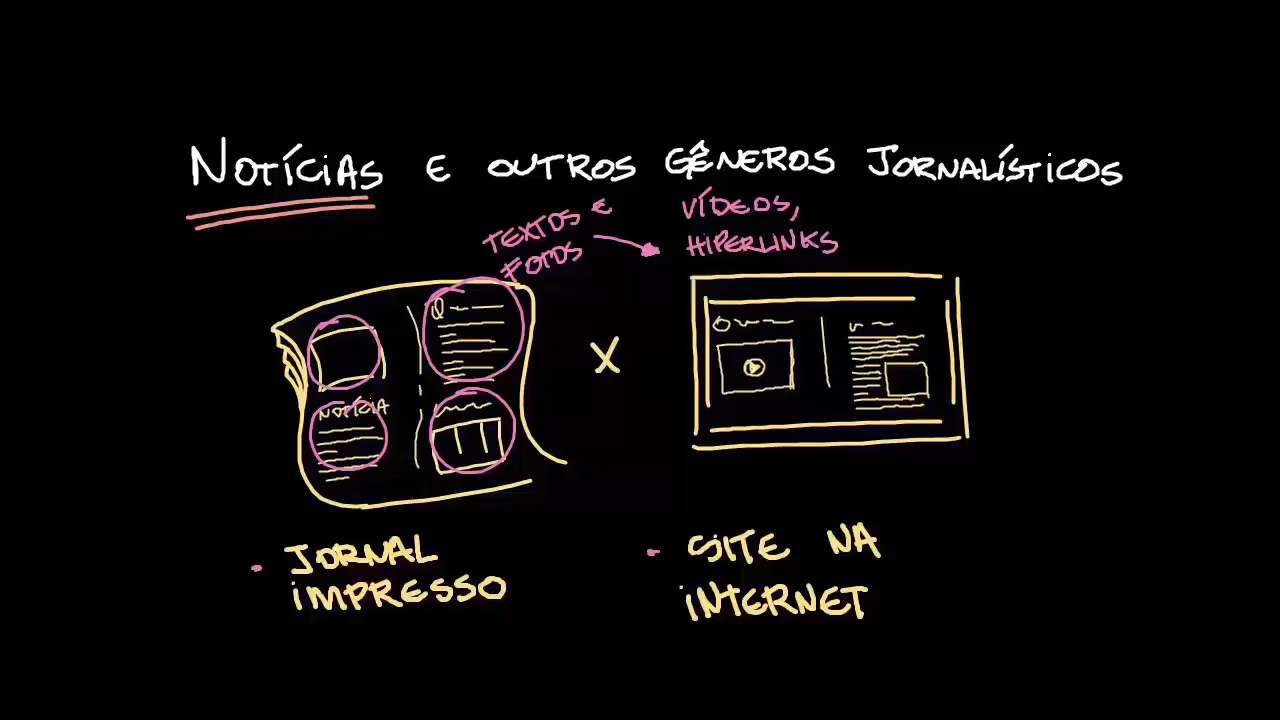 NOTÍCIAS E OUTROS GÊNEROS JORNALÍSTICOS
TEXTOS E
FOTOS
VÍDEOS,
HIPERLINKS
NOTÍCIA
X
• JORNAL
IMPRESSO
• SITE NA
INTERNET